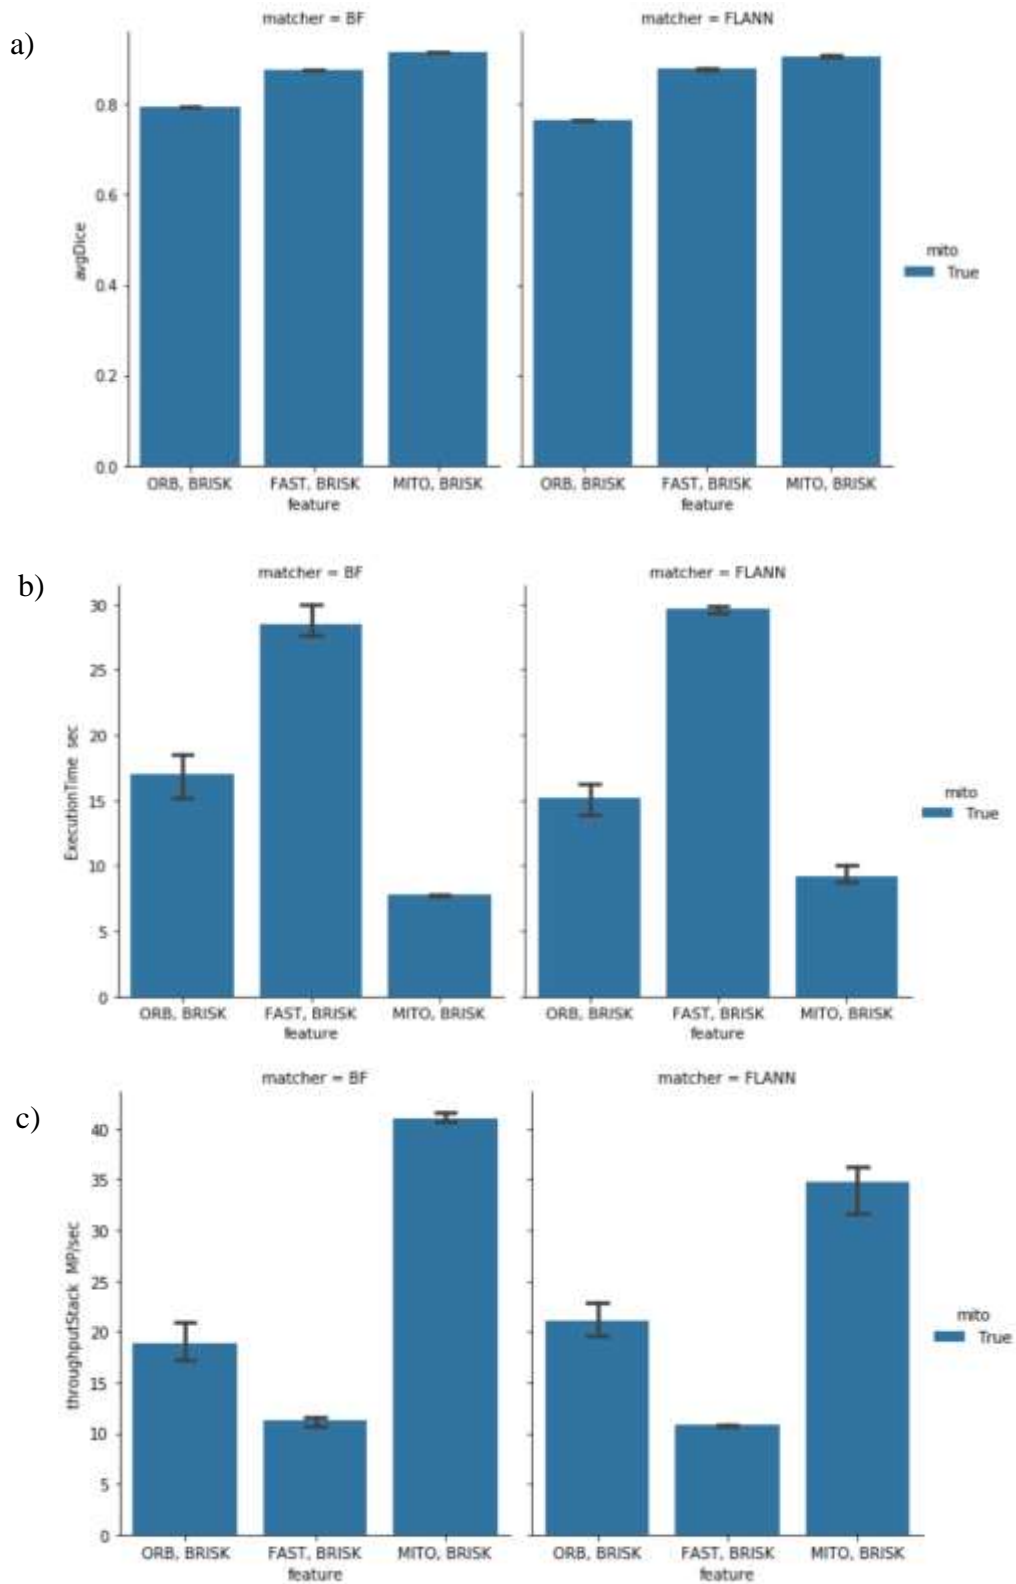 a)
matcher = BF
matcher = FLANN
avgDice
0.8
0.6
0.4
0.2
0.0
ORB, BRISK
FAST, BRISK
MITO, BRISK
feature
ORB, BRISK
FAST, BRISK
MITO, BRISK
feature
mito
True
b)
matcher = BF
matcher = FLANN
ExecutionTime sec
30
25
20
15
10
5
0
ORB, BRISK
FAST, BRISK
MITO, BRISK
feature
ORB, BRISK
FAST, BRISK
MITO, BRISK
feature
mito
True
c)
matcher = BF
matcher = FLANN
throughputStack MP/sec
40
35
30
25
20
15
10
5
0
ORB, BRISK
FAST, BRISK
MITO, BRISK
feature
ORB, BRISK
FAST, BRISK
MITO, BRISK
feature
mito
True